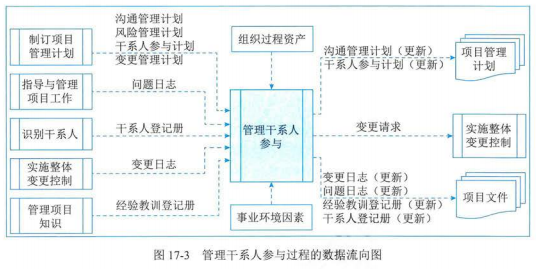 制订项目
管理计划
沟通管理计划
风险管理计划
干系人参与计划
变更管理计划
指导与管理
项目工作
问题日志
识别干系人
干系人登记册
实施整体
变更控制
变更日志
管理项目
知识
经验教训登记册
组织过程资产
管理干系人
参与
事业环境因素
沟通管理计划（更新）
干系人参与计划（更新）
项目管理
计划
变更请求
实施整体
变更控制
变更日志（更新）
问题日志（更新）
经验教训登记册（更新）
干系人登记册（更新）
项目文件
图 17-3 管理干系人参与过程的数据流向图